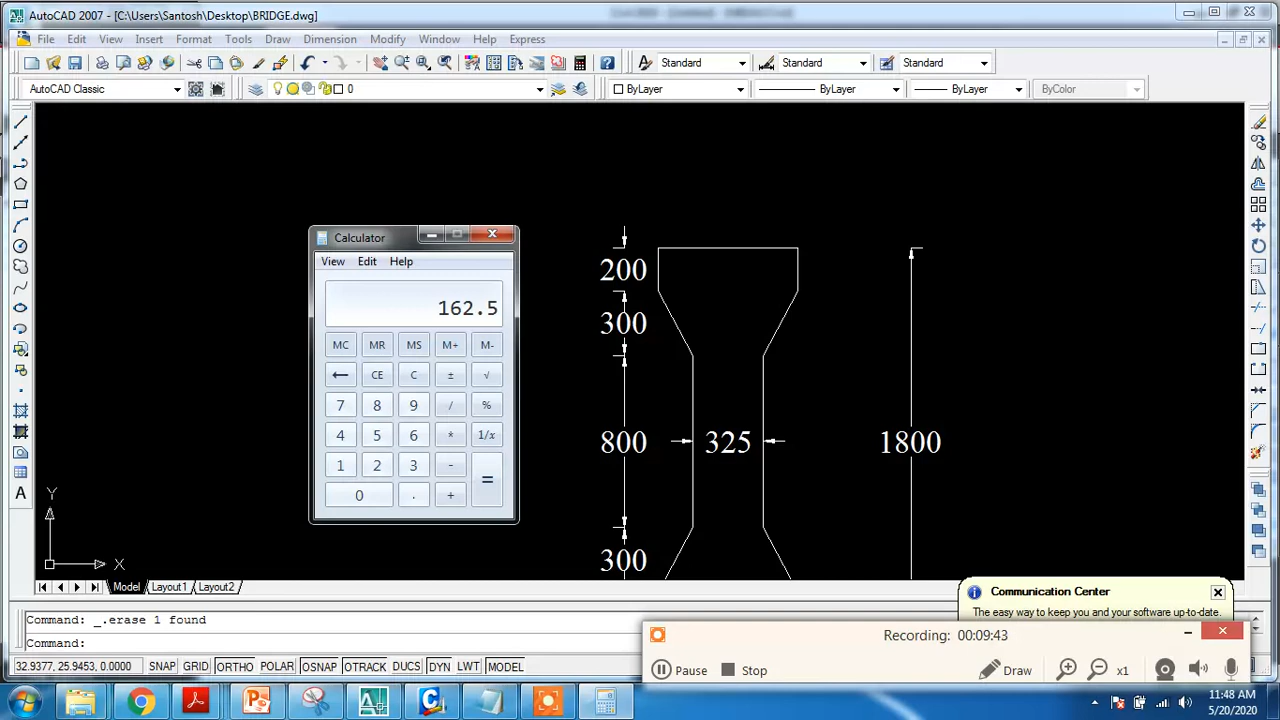 AutoCAD 2007 - [C:\Users\Santosh\Desktop\BRIDGE.dwg]
File Edit View Insert Format Tools Draw Dimension Modify Window Help Express
Standard Standard Standard
AutoCAD Classic 0 ByLayer ByLayer ByLayer ByColor
Calculator
View Edit Help
162.5
MC MR MS M+ M-
← CE C ± √
7 8 9 / %
4 5 6 * 1/x
1 2 3 - =
0 . +
200
300
800 325 1800
300
Y
X
Model Layout1 Layout2
Command: _.erase 1 found
Command:
Communication Center
The easy way to keep you and your software up-to-date.
32.9377, 25.9453, 0.0000 SNAP GRID ORTHO POLAR OSNAP OTRACK DUCS DYN LWT MODEL
Recording: 00:09:43
Pause Stop Draw x1
11:48 AM
5/20/2020